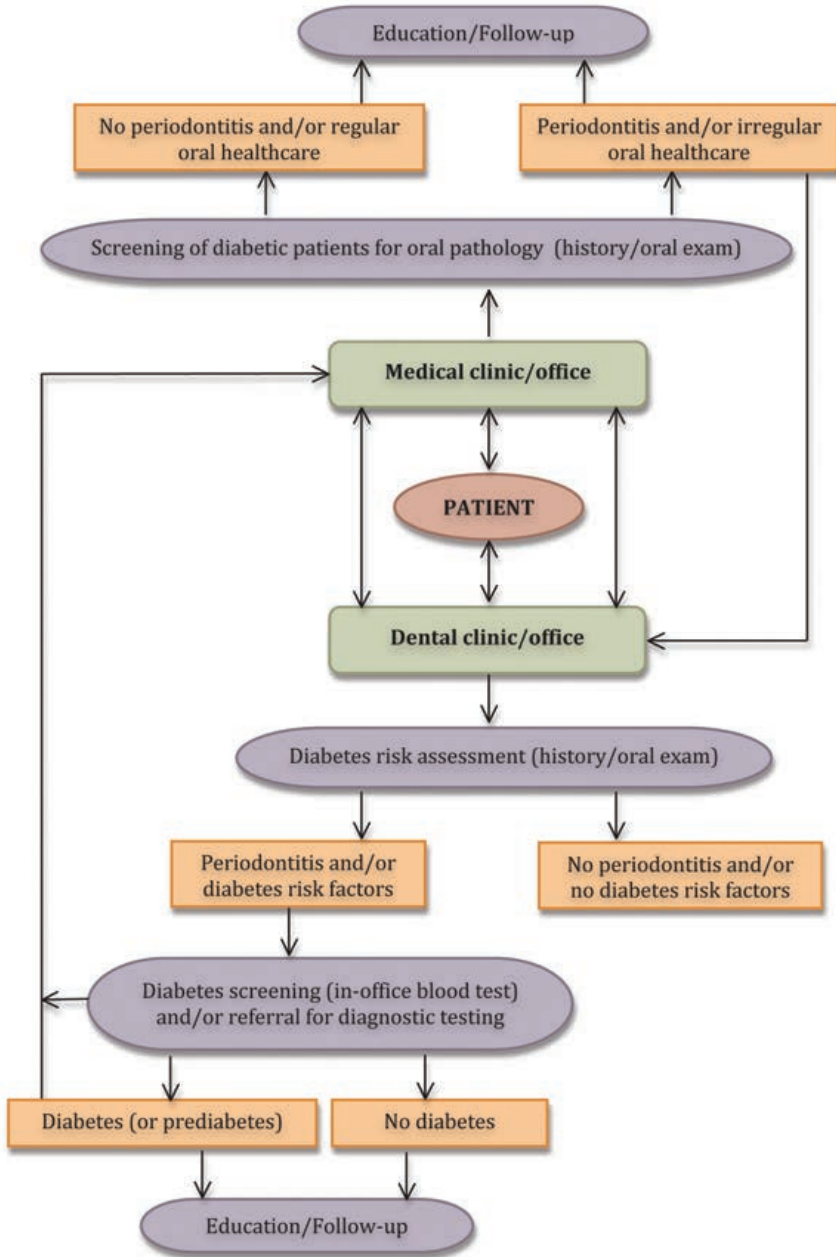 Education/Follow-up
No periodontitis and/or regular
oral healthcare
Periodontitis and/or irregular
oral healthcare
Screening of diabetic patients for oral pathology (history/oral exam)
Medical clinic/office
PATIENT
Dental clinic/office
Diabetes risk assessment (history/oral exam)
Periodontitis and/or
diabetes risk factors
No periodontitis and/or
no diabetes risk factors
Diabetes screening (in-office blood test)
and/or referral for diagnostic testing
Diabetes (or prediabetes)
No diabetes
Education/Follow-up